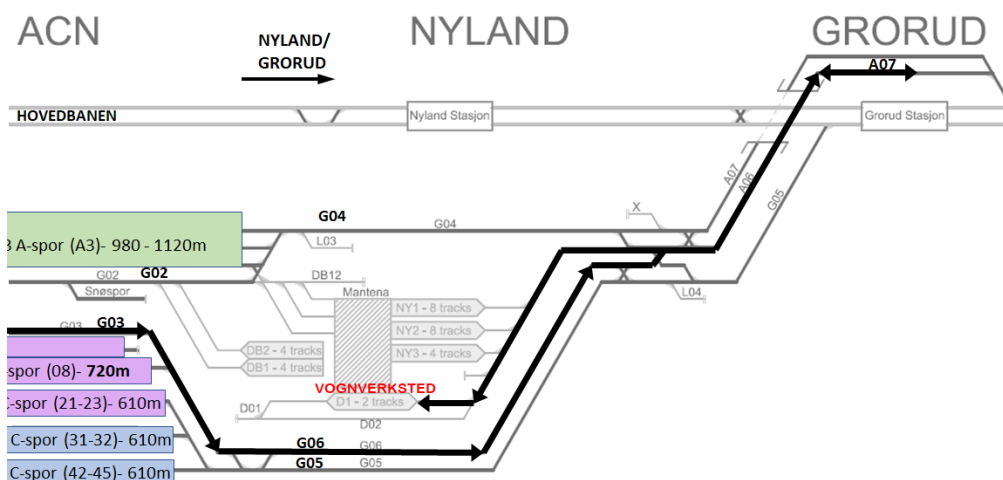 ACN
NYLAND
GRORUD
NYLAND/
GRORUD
A07
HOVEDBANEN
Nyland Stasjon
Grorud Stasjon
A07
A06
G05
G04
G04
X
3 A-spor (A3)- 980 - 1120m
L03
G02
G02
DB12
Snøspor
Mantena
L04
NY1 - 8 tracks
G03
G03
NY2 - 8 tracks
DB2 - 4 tracks
NY3 - 4 tracks
-spor (08)- 720m
DB1 - 4 tracks
VOGNVERKSTED
C-spor (21-23)- 610m
D01
D1 - 2 tracks
D02
C-spor (31-32)- 610m
G06
G06
G05
G05
C-spor (42-45)- 610m